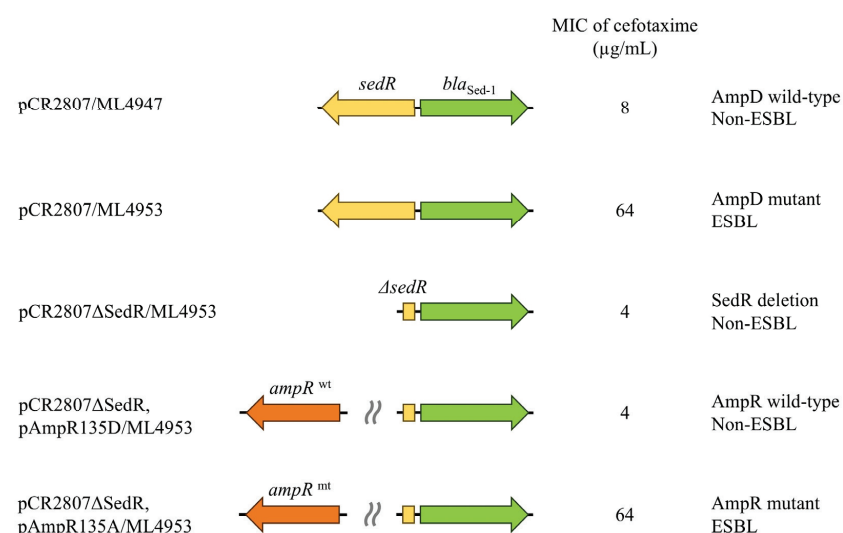 MIC of cefotaxime
(µg/mL)
sedR
bla Sed-1
pCR2807/ML4947
8
AmpD wild-type
Non-ESBL
pCR2807/ML4953
64
AmpD mutant
ESBL
ΔsedR
pCR2807ΔSedR/ML4953
4
SedR deletion
Non-ESBL
ampR wt
pCR2807ΔSedR,
pAmpR135D/ML4953
4
AmpR wild-type
Non-ESBL
ampR mt
pCR2807ΔSedR,
pAmpR135A/ML4953
64
AmpR mutant
ESBL